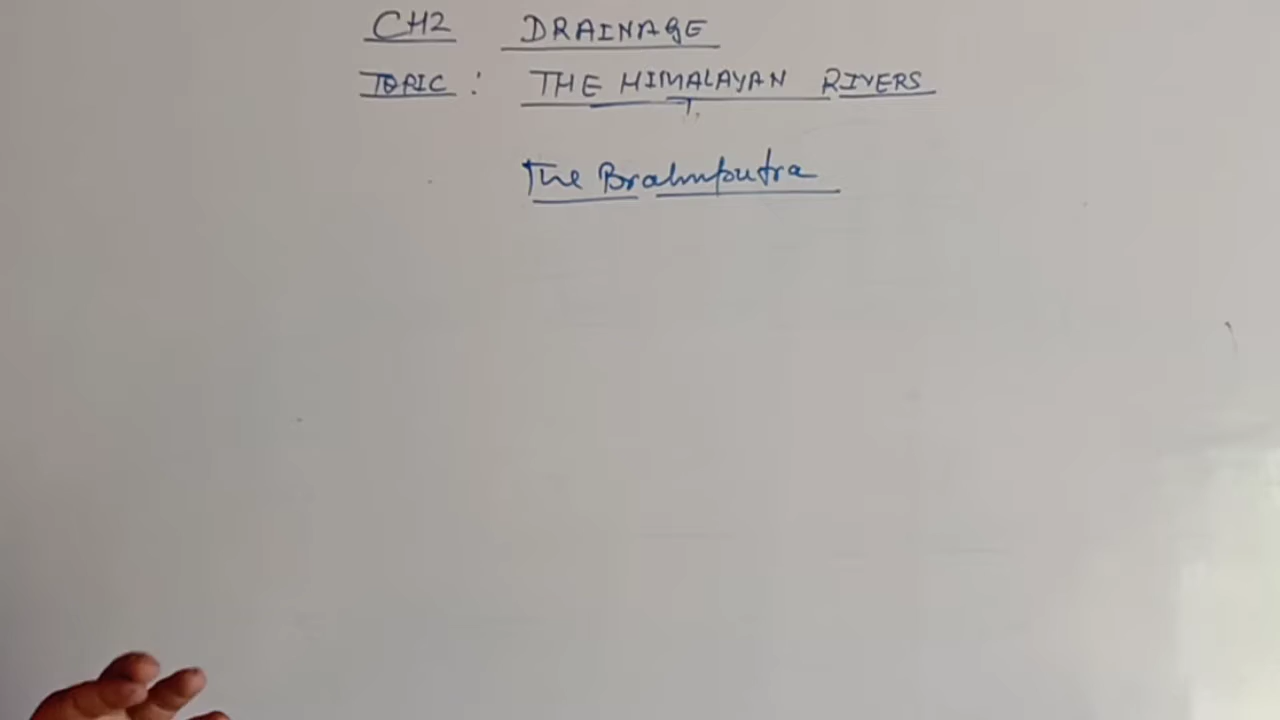 CH2 DRAINAGE
TOPIC : THE HIMALAYAN RIVERS
The Brahmputra